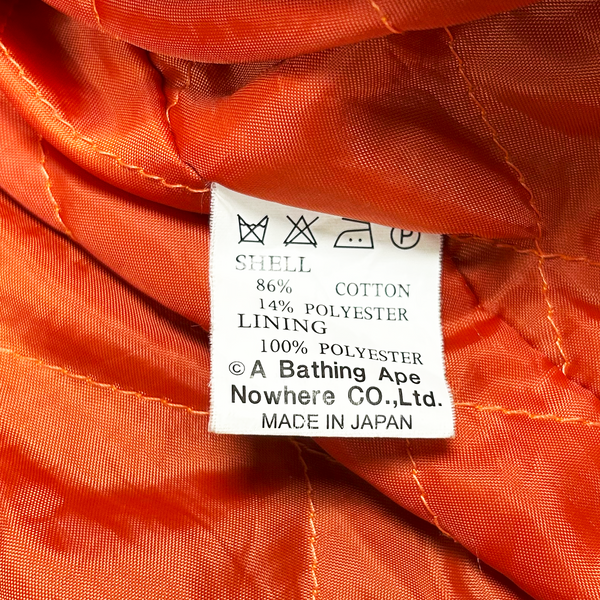 P
SHELL
86% COTTON
14% POLYESTER
LINING
100% POLYESTER
© A Bathing Ape
Nowhere CO.,Ltd.
MADE IN JAPAN